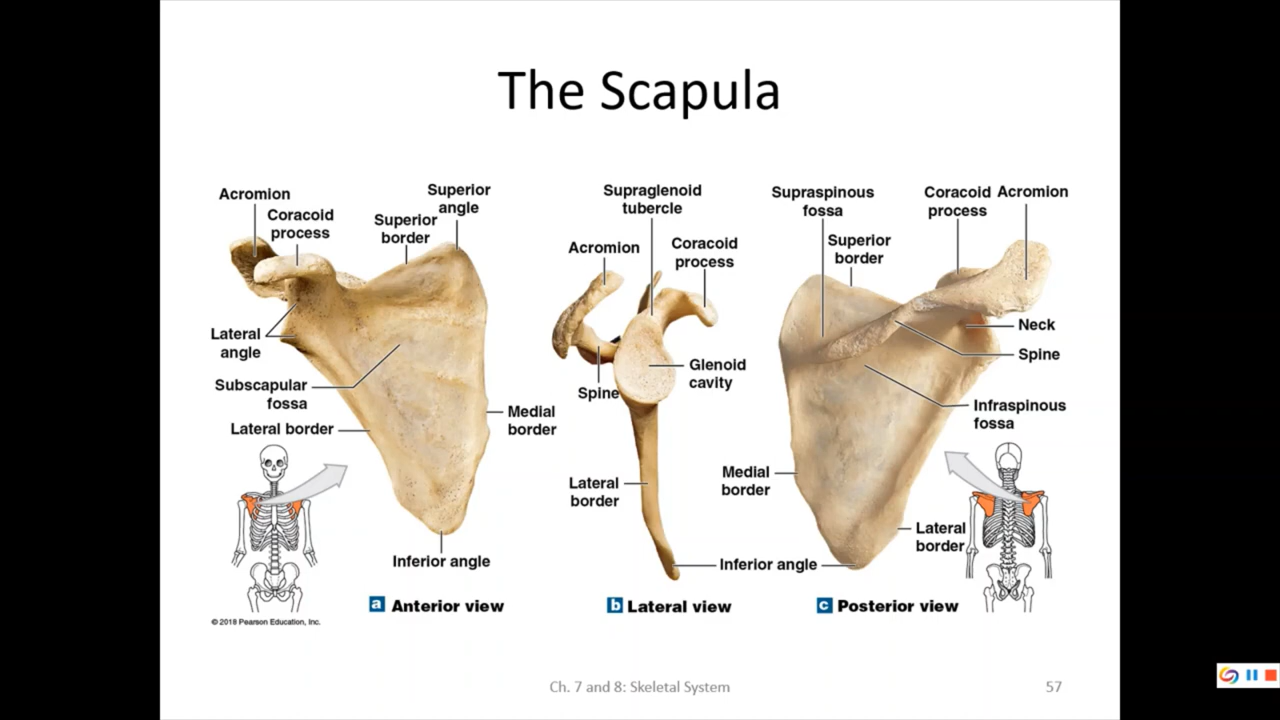 The Scapula
Acromion
Coracoid
process
Superior
border
Superior
angle
Lateral
angle
Subscapular
fossa
Lateral border
Medial
border
Inferior angle
a Anterior view
Supraglenoid
tubercle
Acromion
Coracoid
process
Spine
Glenoid
cavity
Lateral
border
Inferior angle
b Lateral view
Supraspinous
fossa
Superior
border
Coracoid
process
Acromion
Neck
Spine
Infraspinous
fossa
Medial
border
Lateral
border
c Posterior view
© 2018 Pearson Education, Inc.
Ch. 7 and 8: Skeletal System
57